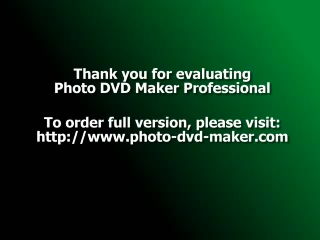 Thank you for evaluating
Photo DVD Maker Professional
To order full version, please visit:
http://www.photo-dvd-maker.com